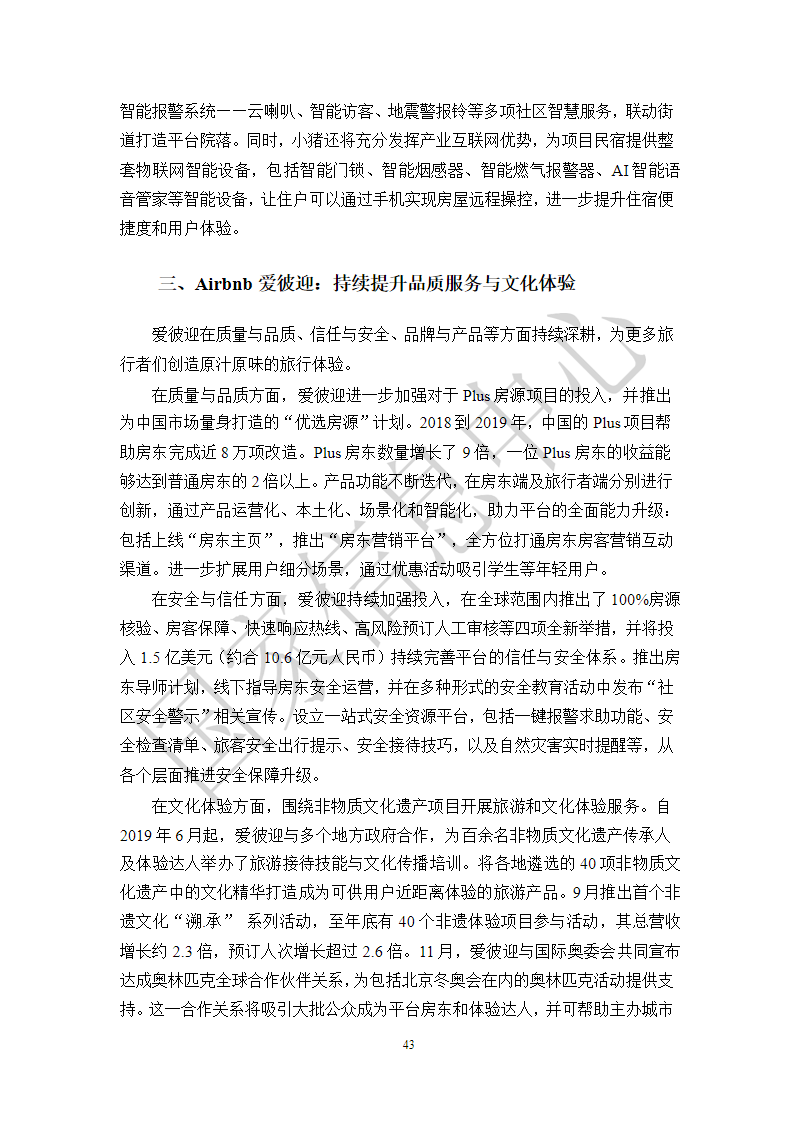 智能报警系统——云喇叭、智能访客、地震警报铃等多项社区智慧服务，联动街
道打造平台院落。同时，小猪还将充分发挥产业互联网优势，为项目民宿提供整
套物联网智能设备，包括智能门锁、智能烟感器、智能燃气报警器、AI 智能语
音管家等智能设备，让住户可以通过手机实现房屋远程操控，进一步提升住宿便
捷度和用户体验。
三、Airbnb 爱彼迎：持续提升品质服务与文化体验
爱彼迎在质量与品质、信任与安全、品牌与产品等方面持续深耕，为更多旅
行者们创造原汁原味的旅行体验。
在质量与品质方面，爱彼迎进一步加强对于 Plus 房源项目的投入，并推出
为中国市场量身打造的“优选房源”计划。2018 到 2019 年，中国的 Plus 项目帮
助房东完成近 8 万项改造。Plus 房东数量增长了 9 倍，一位 Plus 房东的收益能
够达到普通房东的 2 倍以上。产品功能不断迭代，在房东端及旅行者端分别进行
创新，通过产品运营化、本土化、场景化和智能化，助力平台的全面能力升级：
包括上线“房东主页”，推出“房东营销平台”，全方位打通房东房客营销互动
渠道。进一步扩展用户细分场景，通过优惠活动吸引学生等年轻用户。
在安全与信任方面，爱彼迎持续加强投入，在全球范围内推出了 100%房源
核验、房客保障、快速响应热线、高风险预订人工审核等四项全新举措，并将投
入 1.5 亿美元（约合 10.6 亿元人民币）持续完善平台的信任与安全体系。推出房
东导师计划，线下指导房东安全运营，并在多种形式的安全教育活动中发布“社
区安全警示”相关宣传。设立一站式安全资源平台，包括一键报警求助功能、安
全检查清单、旅客安全出行提示、安全接待技巧，以及自然灾害实时提醒等，从
各个层面推进安全保障升级。
在文化体验方面，围绕非物质文化遗产项目开展旅游和文化体验服务。自
2019 年 6 月起，爱彼迎与多个地方政府合作，为百余名非物质文化遗产传承人
及体验达人举办了旅游接待技能与文化传播培训。将各地遴选的 40 项非物质文
化遗产中的文化精华打造成为可供用户近距离体验的旅游产品。9 月推出首个非
遗文化“溯.承” 系列活动，至年底有 40 个非遗体验项目参与活动，其总营收
增长约 2.3 倍，预订人次增长超过 2.6 倍。11 月，爱彼迎与国际奥委会共同宣布
达成奥林匹克全球合作伙伴关系，为包括北京冬奥会在内的奥林匹克活动提供支
持。这一合作关系将吸引大批公众成为平台房东和体验达人，并可帮助主办城市
43
国家信息中心